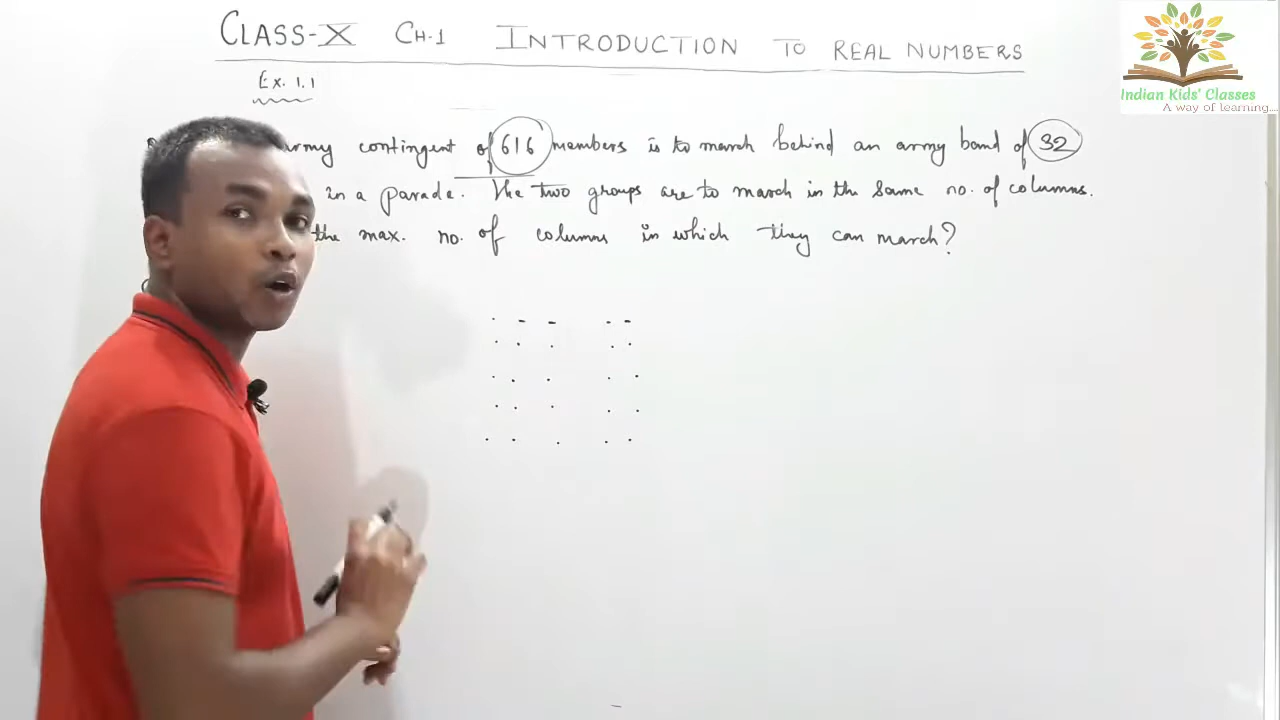 CLASS-X CH.1 INTRODUCTION TO REAL NUMBERS
Ex. 1.1
army contingent of 616 members is to march behind an army band of 32
in a parade. The two groups are to march in the same no. of columns.
the max. no. of columns in which they can march?
Indian Kids' Classes
A way of learning....